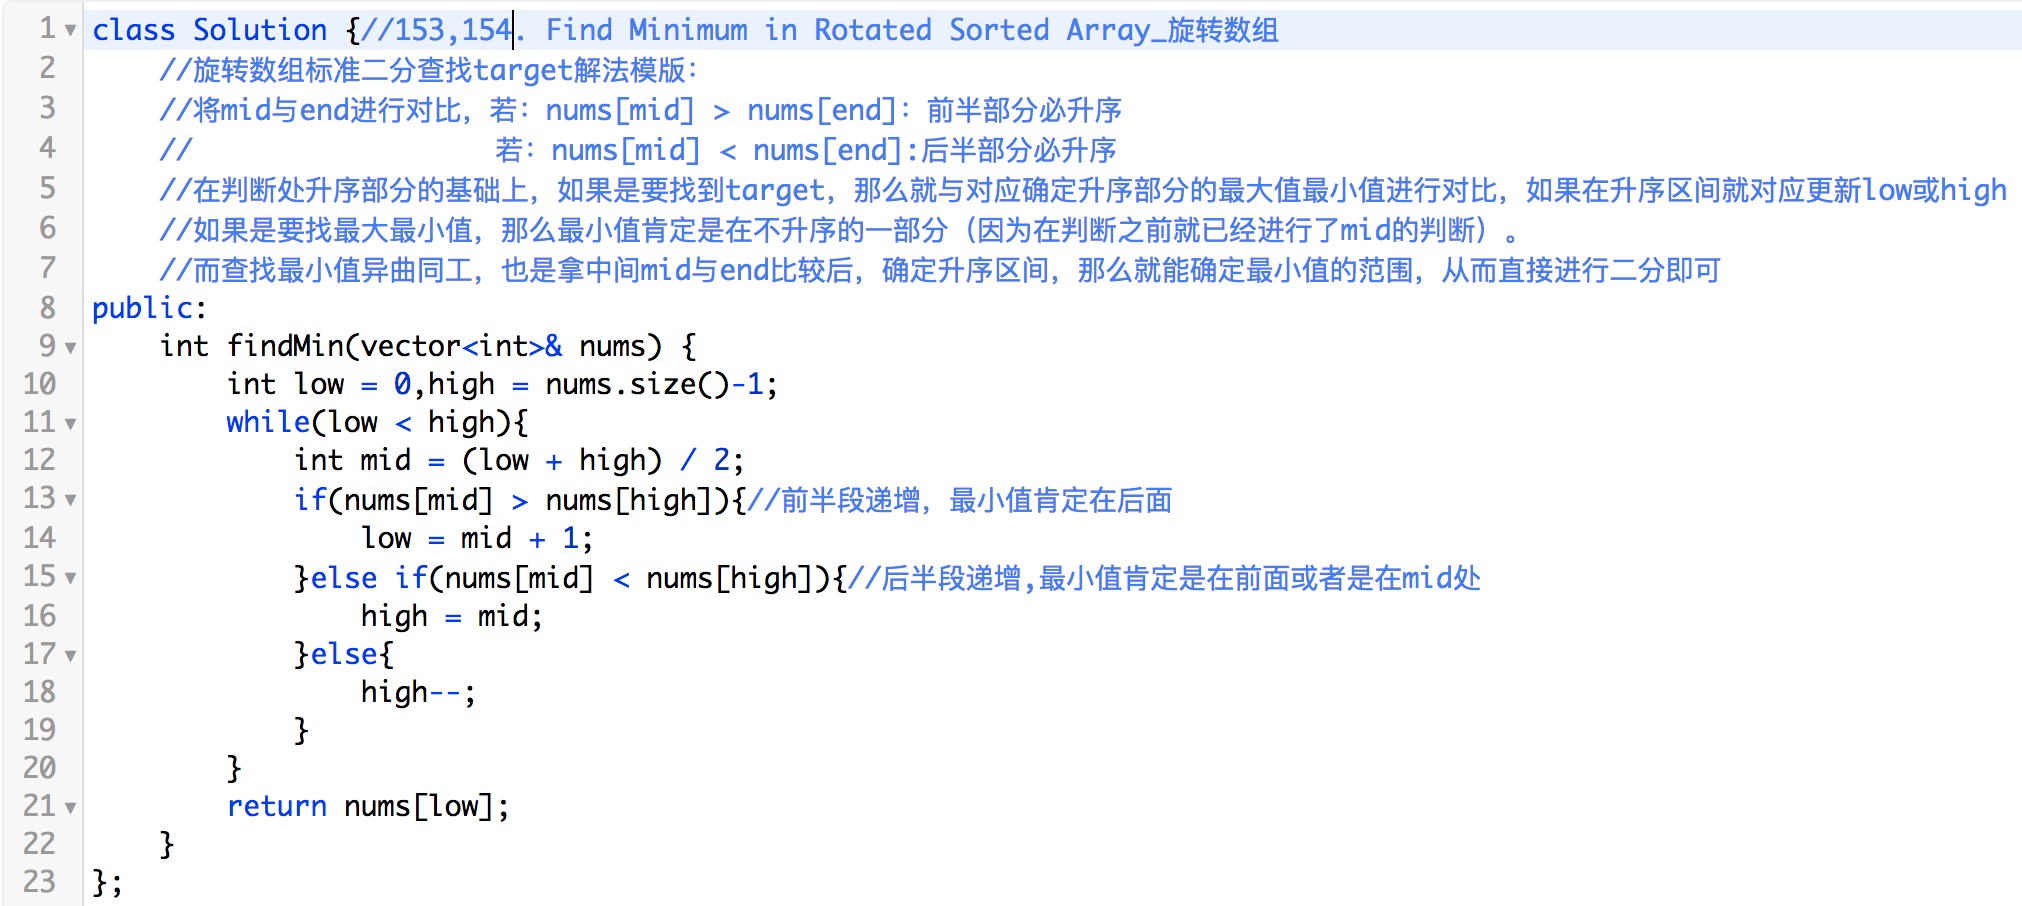 1 class Solution {//153,154. Find Minimum in Rotated Sorted Array_旋转数组
2     //旋转数组标准二分查找target解法模版：
3     //将mid与end进行对比，若：nums[mid] > nums[end]：前半部分必升序
4     //                  若：nums[mid] < nums[end]:后半部分必升序
5     //在判断处升序部分的基础上，如果是要找到target，那么就与对应确定升序部分的最大值最小值进行对比，如果在升序区间就对应更新low或high
6     //如果是要找最大最小值，那么最小值肯定是在不升序的一部分（因为在判断之前就已经进行了mid的判断）。
7     //而查找最小值异曲同工，也是拿中间mid与end比较后，确定升序区间，那么就能确定最小值的范围，从而直接进行二分即可
8 public:
9     int findMin(vector<int>& nums) {
10         int low = 0,high = nums.size()-1;
11         while(low < high){
12             int mid = (low + high) / 2;
13             if(nums[mid] > nums[high]){//前半段递增，最小值肯定在后面
14                 low = mid + 1;
15             }else if(nums[mid] < nums[high]){//后半段递增,最小值肯定是在前面或者是在mid处
16                 high = mid;
17             }else{
18                 high--;
19             }
20         }
21         return nums[low];
22     }
23 };